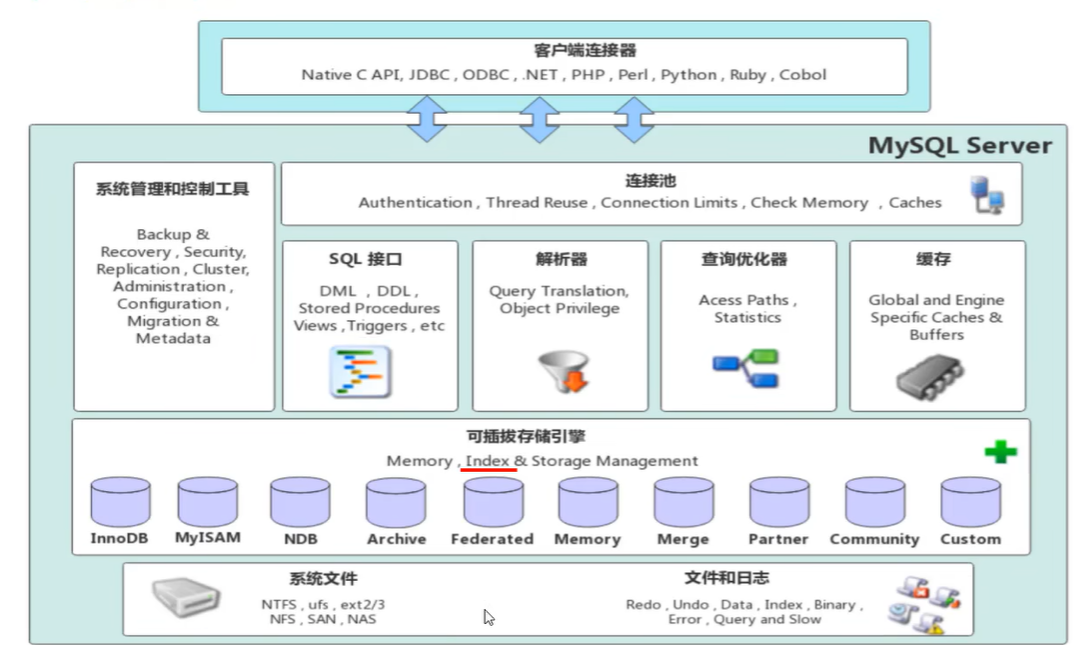 客户端连接器
Native C API, JDBC , ODBC , .NET , PHP , Perl , Python , Ruby , Cobol
MySQL Server
系统管理和控制工具
Backup &
Recovery , Security,
Replication , Cluster,
Administration ,
Configuration ,
Migration &
Metadata
连接池
Authentication , Thread Reuse , Connection Limits , Check Memory , Caches
SQL 接口
DML , DDL ,
Stored Procedures
Views ,Triggers , etc
解析器
Query Translation,
Object Privilege
查询优化器
Acess Paths ,
Statistics
缓存
Global and Engine
Specific Caches &
Buffers
可插拔存储引擎
Memory , Index & Storage Management
InnoDB
MyISAM
NDB
Archive
Federated
Memory
Merge
Partner
Community
Custom
系统文件
NTFS , ufs , ext2/3
NFS , SAN , NAS
文件和日志
Redo , Undo , Data , Index , Binary ,
Error , Query and Slow